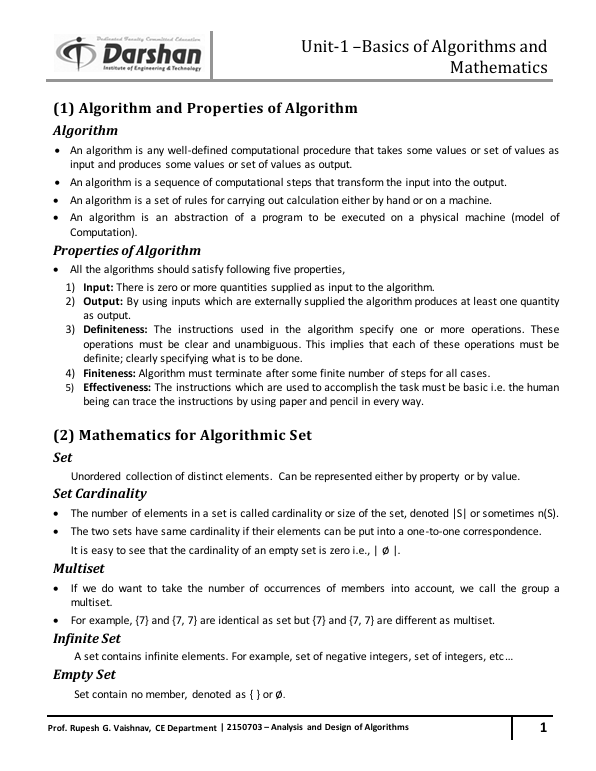 Dedicated Faculty Committed Education
Darshan
Institute of Engineering & Technology
Unit-1 –Basics of Algorithms and
Mathematics
(1) Algorithm and Properties of Algorithm
Algorithm
• An algorithm is any well-defined computational procedure that takes some values or set of values as
input and produces some values or set of values as output.
• An algorithm is a sequence of computational steps that transform the input into the output.
• An algorithm is a set of rules for carrying out calculation either by hand or on a machine.
• An algorithm is an abstraction of a program to be executed on a physical machine (model of
Computation).
Properties of Algorithm
• All the algorithms should satisfy following five properties,
1) Input: There is zero or more quantities supplied as input to the algorithm.
2) Output: By using inputs which are externally supplied the algorithm produces at least one quantity
as output.
3) Definiteness: The instructions used in the algorithm specify one or more operations. These
operations must be clear and unambiguous. This implies that each of these operations must be
definite; clearly specifying what is to be done.
4) Finiteness: Algorithm must terminate after some finite number of steps for all cases.
5) Effectiveness: The instructions which are used to accomplish the task must be basic i.e. the human
being can trace the instructions by using paper and pencil in every way.
(2) Mathematics for Algorithmic Set
Set
Unordered collection of distinct elements. Can be represented either by property or by value.
Set Cardinality
• The number of elements in a set is called cardinality or size of the set, denoted |S| or sometimes n(S).
• The two sets have same cardinality if their elements can be put into a one-to-one correspondence.
It is easy to see that the cardinality of an empty set is zero i.e., | ø |.
Multiset
• If we do want to take the number of occurrences of members into account, we call the group a
multiset.
• For example, {7} and {7, 7} are identical as set but {7} and {7, 7} are different as multiset.
Infinite Set
A set contains infinite elements. For example, set of negative integers, set of integers, etc…
Empty Set
Set contain no member, denoted as { } or ø.
Prof. Rupesh G. Vaishnav, CE Department | 2150703 – Analysis and Design of Algorithms
1